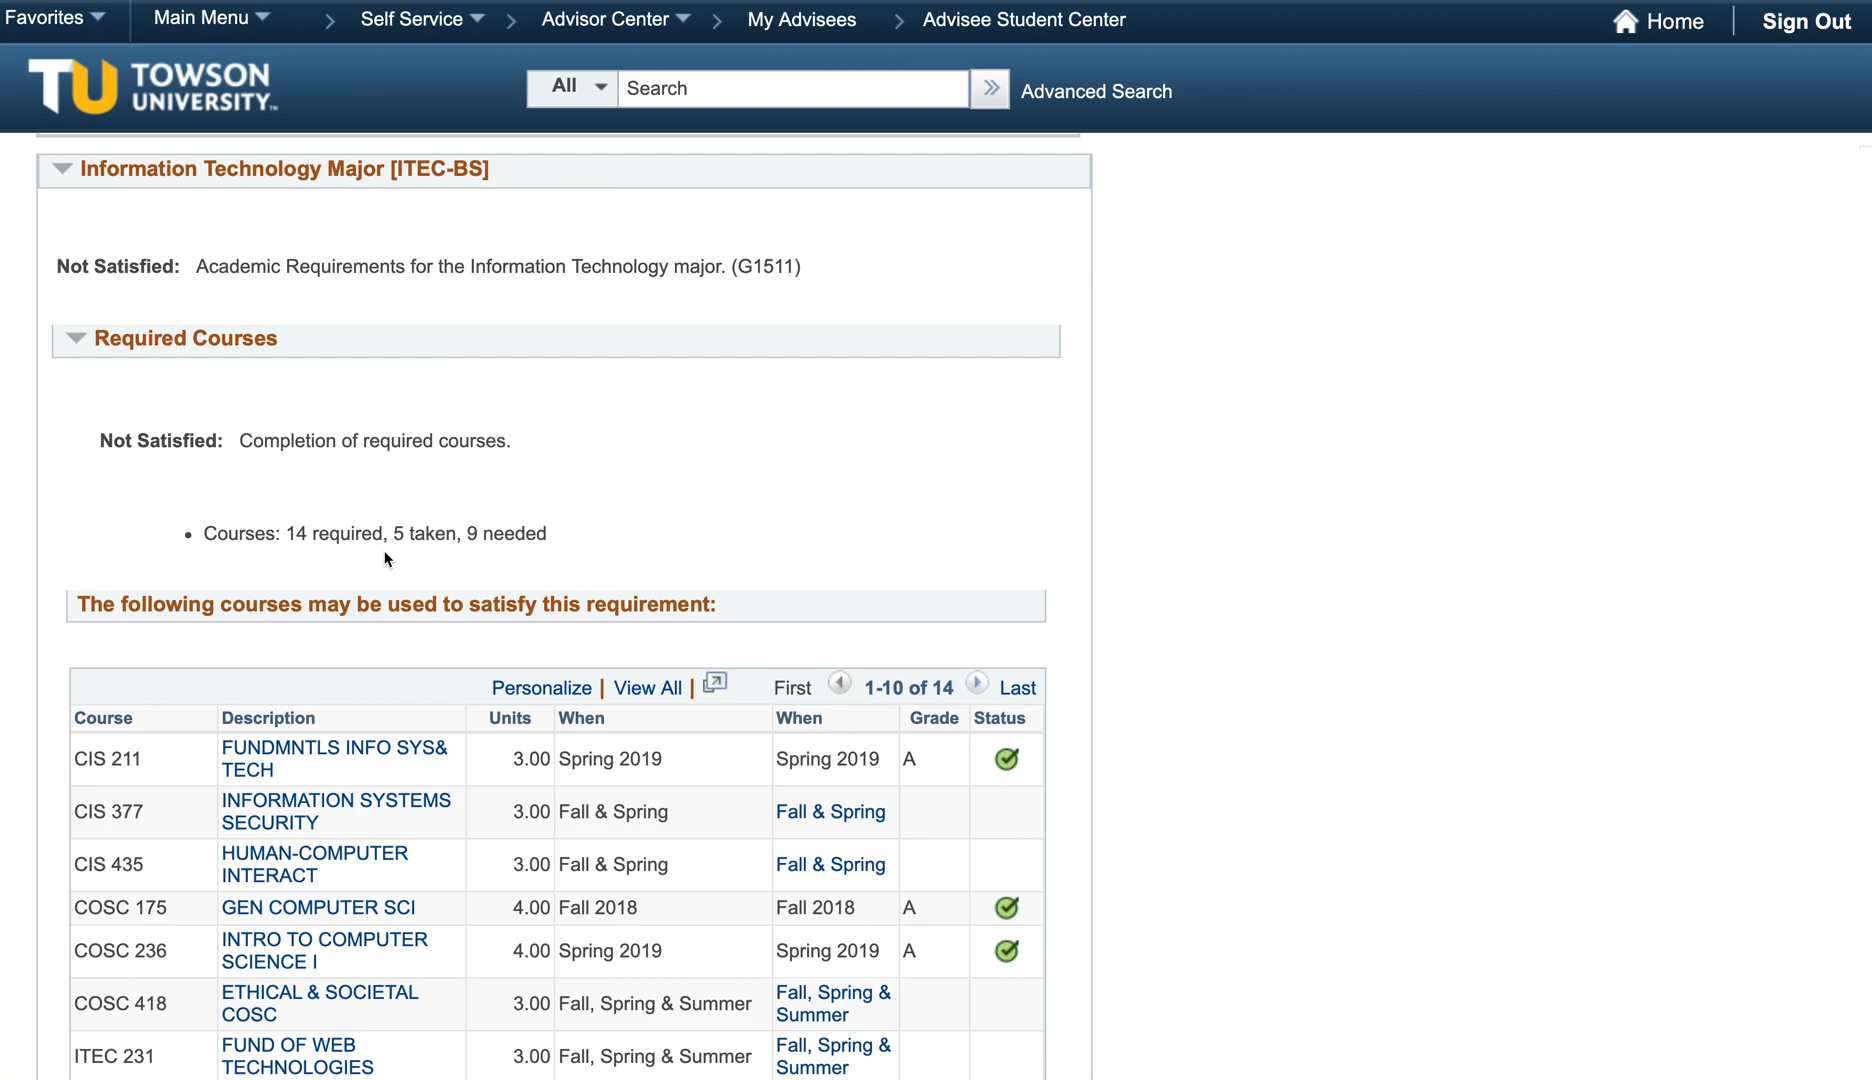 Favorites Main Menu Self Service Advisor Center My Advisees Advisee Student Center Home Sign Out
TU TOWSON UNIVERSITY™
All Search Advanced Search
Information Technology Major [ITEC-BS]
Not Satisfied: Academic Requirements for the Information Technology major. (G1511)
Required Courses
Not Satisfied: Completion of required courses.
• Courses: 14 required, 5 taken, 9 needed
The following courses may be used to satisfy this requirement:
Personalize | View All | First 1-10 of 14 Last
Course Description Units When When Grade Status
CIS 211 FUNDMNTLS INFO SYS& TECH 3.00 Spring 2019 Spring 2019 A
CIS 377 INFORMATION SYSTEMS SECURITY 3.00 Fall & Spring Fall & Spring
CIS 435 HUMAN-COMPUTER INTERACT 3.00 Fall & Spring Fall & Spring
COSC 175 GEN COMPUTER SCI 4.00 Fall 2018 Fall 2018 A
COSC 236 INTRO TO COMPUTER SCIENCE I 4.00 Spring 2019 Spring 2019 A
COSC 418 ETHICAL & SOCIETAL COSC 3.00 Fall, Spring & Summer Fall, Spring & Summer
ITEC 231 FUND OF WEB TECHNOLOGIES 3.00 Fall, Spring & Summer Fall, Spring & Summer